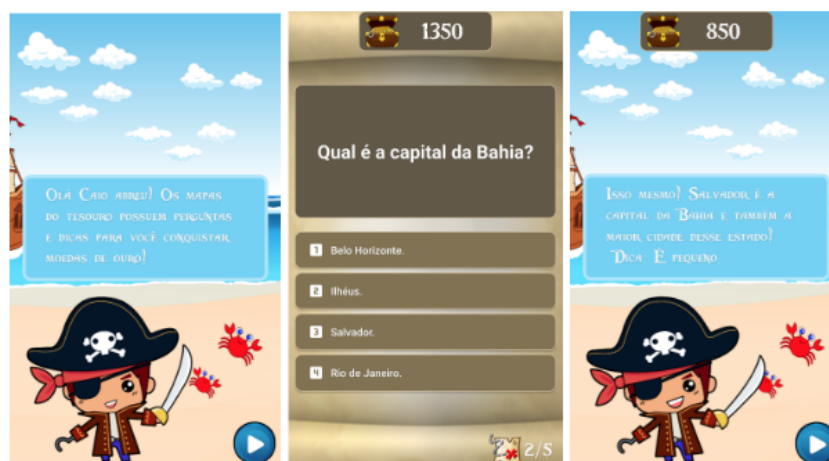 Olá Caio abreu! Os mapas
do tesouro possuem perguntas
e dicas para você conquistar
moedas de ouro!
1350
Qual é a capital da Bahia?
1 Belo Horizonte.
2 Ilhéus.
3 Salvador.
4 Rio de Janeiro.
2/5
850
Isso mesmo! Salvador é a
capital da Bahia e também a
maior cidade desse estado!
Dica É pequeno